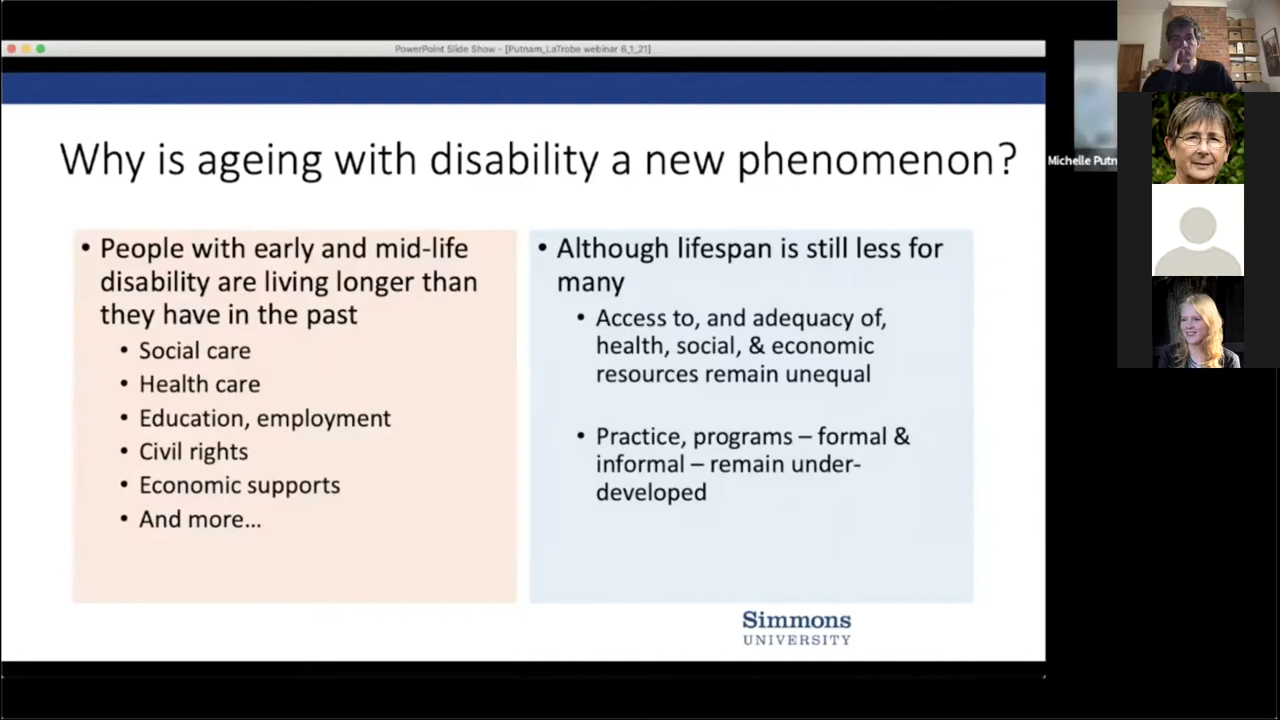 PowerPoint Slide Show - [Putnam_LaTrobe webinar 6_1_21]
Why is ageing with disability a new phenomenon?
• People with early and mid-life
disability are living longer than
they have in the past
• Social care
• Health care
• Education, employment
• Civil rights
• Economic supports
• And more…
• Although lifespan is still less for
many
• Access to, and adequacy of,
health, social, & economic
resources remain unequal
• Practice, programs – formal &
informal – remain under-
developed
Simmons
UNIVERSITY
Michelle Putn